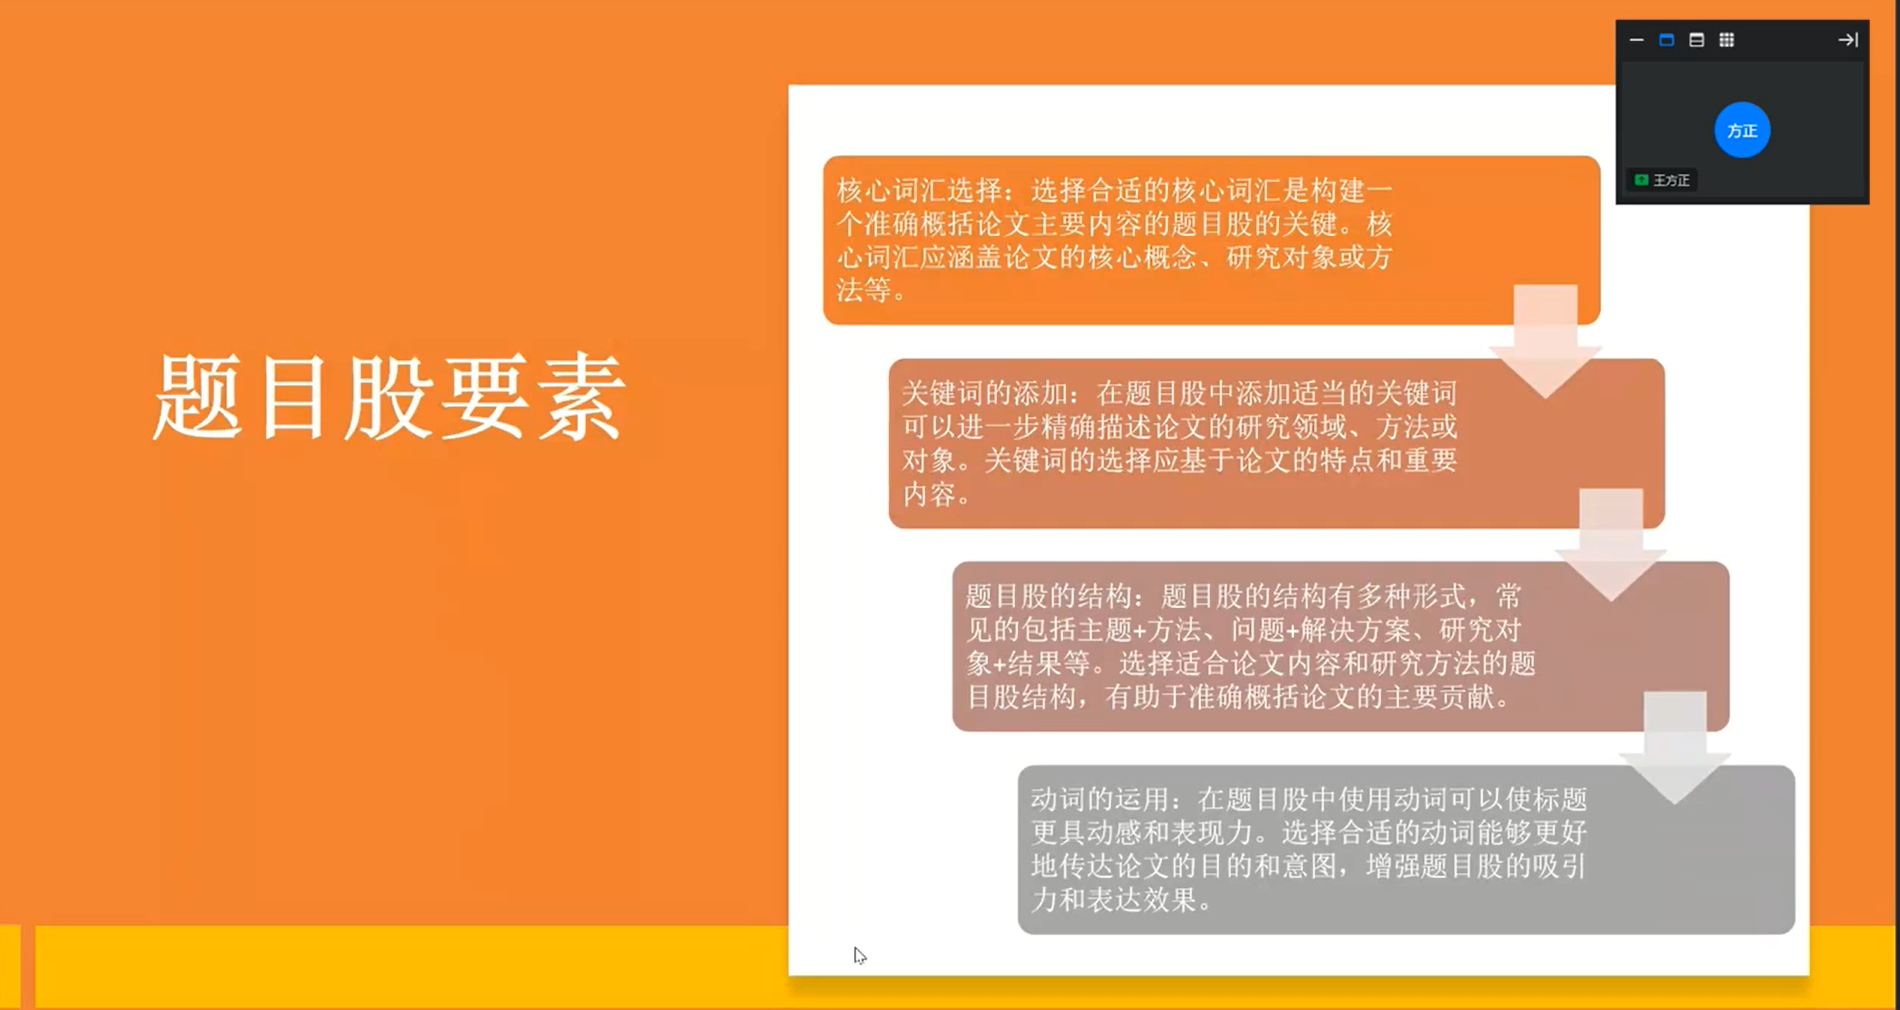 题目股要素
核心词汇选择：选择合适的核心词汇是构建一
个准确概括论文主要内容的题目股的关键。核
心词汇应涵盖论文的核心概念、研究对象或方
法等。
关键词的添加：在题目股中添加适当的关键词
可以进一步精确描述论文的研究领域、方法或
对象。关键词的选择应基于论文的特点和重要
内容。
题目股的结构：题目股的结构有多种形式，常
见的包括主题+方法、问题+解决方案、研究对
象+结果等。选择适合论文内容和研究方法的题
目股结构，有助于准确概括论文的主要贡献。
动词的运用：在题目股中使用动词可以使标题
更具动感和表现力。选择合适的动词能够更好
地传达论文的目的和意图，增强题目股的吸引
力和表达效果。
方正
王方正